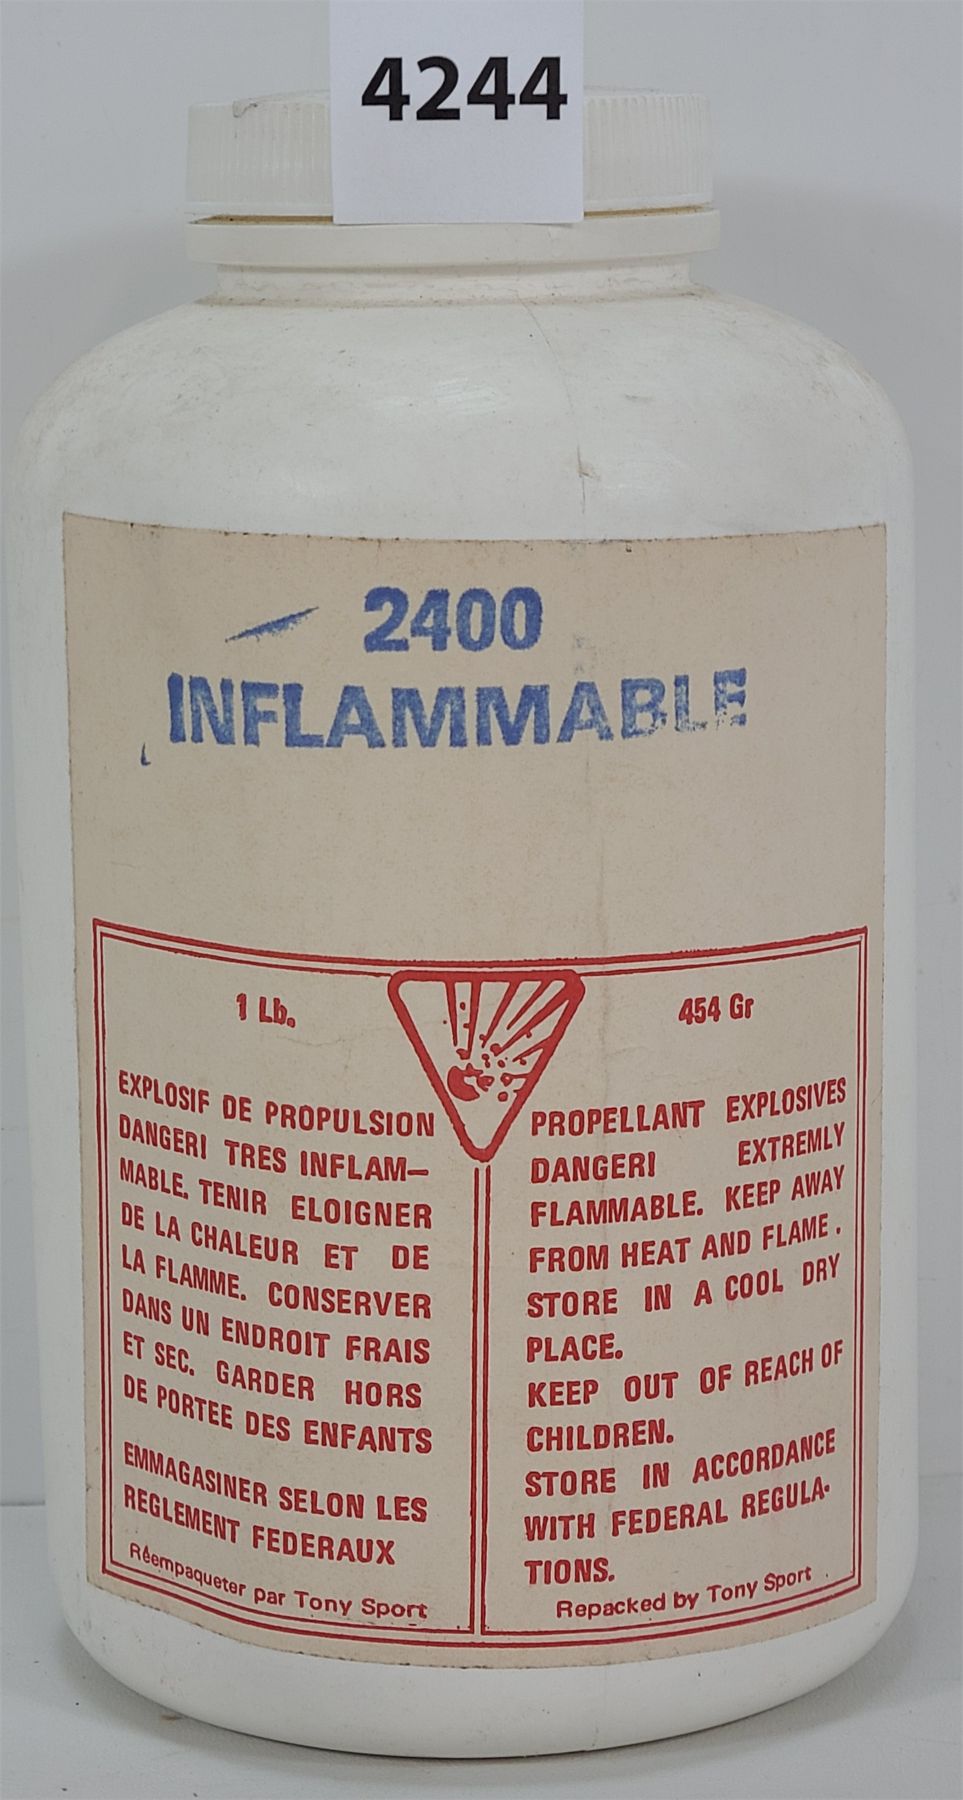 4244
2400
INFLAMMABLE
1 Lb.
EXPLOSIF DE PROPULSION
DANGERI TRES INFLAM-
MABLE. TENIR ELOIGNER
DE LA CHALEUR ET DE
LA FLAMME. CONSERVER
DANS UN ENDROIT FRAIS
ET SEC. GARDER HORS
DE PORTEE DES ENFANTS
EMMAGASINER SELON LES
REGLEMENT FEDERAUX
Réempaqueter par Tony Sport
454 Gr
PROPELLANT EXPLOSIVES
DANGERI EXTREMLY
FLAMMABLE. KEEP AWAY
FROM HEAT AND FLAME.
STORE IN A COOL DRY
PLACE.
KEEP OUT OF REACH OF
CHILDREN.
STORE IN ACCORDANCE
WITH FEDERAL REGULA-
TIONS.
Repacked by Tony Sport